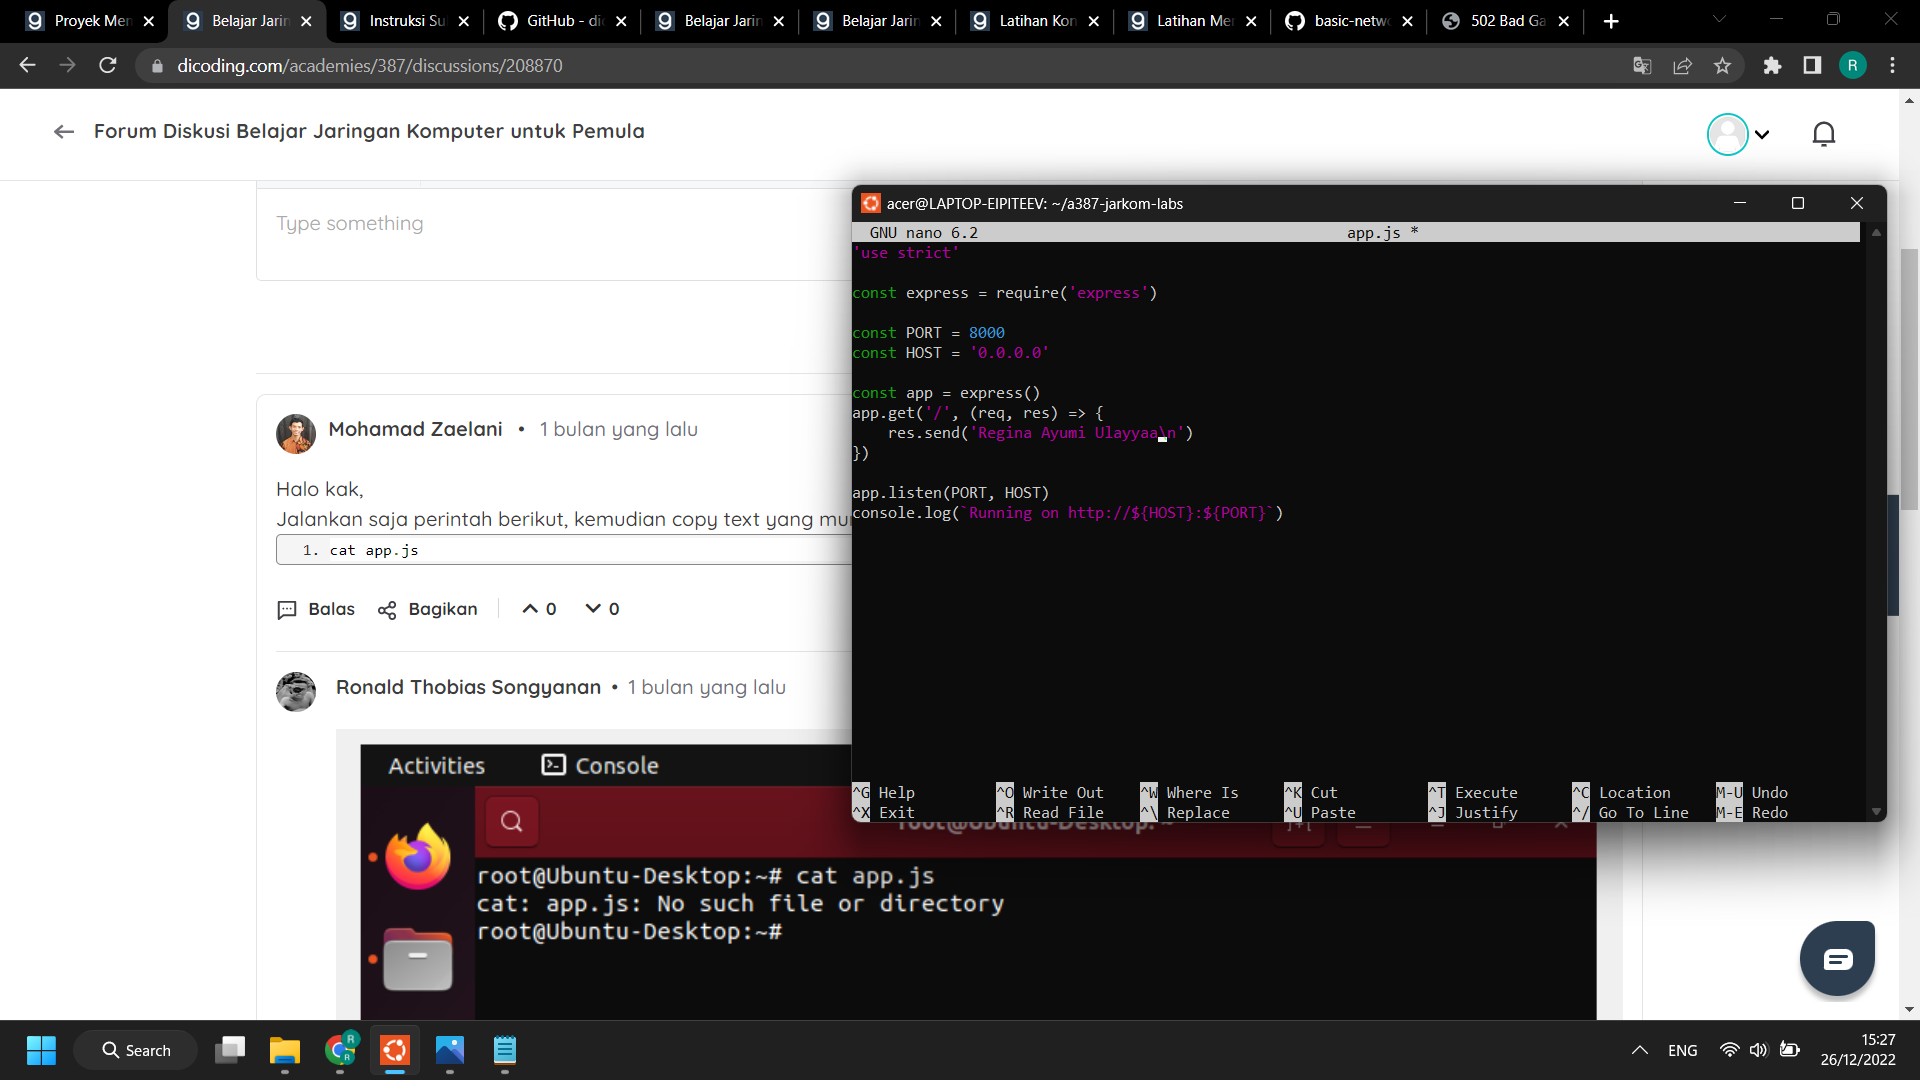 Proyek Men
Belajar Jarin
Instruksi Su
GitHub - dic
Belajar Jarin
Belajar Jarin
Latihan Kon
Latihan Mer
basic-netwo
502 Bad Ga
dicoding.com/academies/387/discussions/208870
R
Forum Diskusi Belajar Jaringan Komputer untuk Pemula
Type something
Mohamad Zaelani • 1 bulan yang lalu
Halo kak,
Jalankan saja perintah berikut, kemudian copy text yang mun
1. cat app.js
Balas Bagikan 0 0
Ronald Thobias Songyanan • 1 bulan yang lalu
Activities Console
root@Ubuntu-Desktop: ~
root@Ubuntu-Desktop:~# cat app.js
cat: app.js: No such file or directory
root@Ubuntu-Desktop:~#
acer@LAPTOP-EIPITEEV: ~/a387-jarkom-labs
GNU nano 6.2 app.js *
'use strict'
const express = require('express')
const PORT = 8000
const HOST = '0.0.0.0'
const app = express()
app.get('/', (req, res) => {
res.send('Regina Ayumi Ulayyaa\n')
})
app.listen(PORT, HOST)
console.log(`Running on http://${HOST}:${PORT}`)
^G Help ^O Write Out ^W Where Is ^K Cut ^T Execute ^C Location M-U Undo
^X Exit ^R Read File ^\ Replace ^U Paste ^J Justify ^/ Go To Line M-E Redo
Search
ENG
15:27
26/12/2022